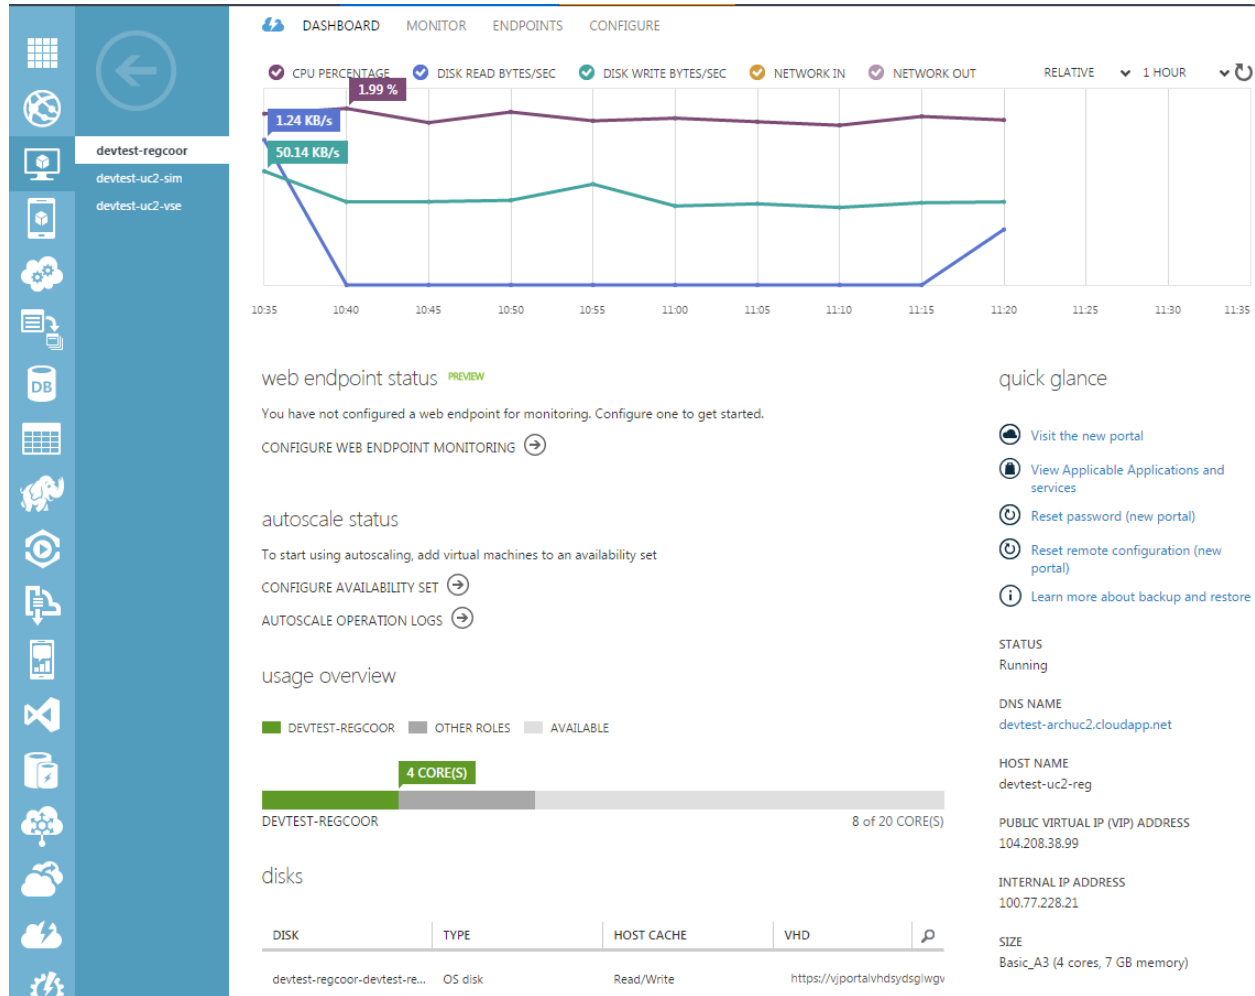 DASHBOARD MONITOR ENDPOINTS CONFIGURE
CPU PERCENTAGE DISK READ BYTES/SEC DISK WRITE BYTES/SEC NETWORK IN NETWORK OUT RELATIVE 1 HOUR
1.99 %
1.24 KB/s
50.14 KB/s
devtest-regcoor
devtest-uc2-sim
devtest-uc2-vse
10:35 10:40 10:45 10:50 10:55 11:00 11:05 11:10 11:15 11:20 11:25 11:30 11:35
DB
web endpoint status PREVIEW
You have not configured a web endpoint for monitoring. Configure one to get started.
CONFIGURE WEB ENDPOINT MONITORING
autoscale status
To start using autoscaling, add virtual machines to an availability set
CONFIGURE AVAILABILITY SET
AUTOSCALE OPERATION LOGS
usage overview
DEVTEST-REGCOOR OTHER ROLES AVAILABLE
4 CORE(S)
DEVTEST-REGCOOR 8 of 20 CORE(S)
disks
DISK TYPE HOST CACHE VHD
devtest-regcoor-devtest-re... OS disk Read/Write https://vjportalvhdsydsglwgv
quick glance
Visit the new portal
View Applicable Applications and
services
Reset password (new portal)
Reset remote configuration (new
portal)
Learn more about backup and restore
STATUS
Running
DNS NAME
devtest-archuc2.cloudapp.net
HOST NAME
devtest-uc2-reg
PUBLIC VIRTUAL IP (VIP) ADDRESS
104.208.38.99
INTERNAL IP ADDRESS
100.77.228.21
SIZE
Basic_A3 (4 cores, 7 GB memory)